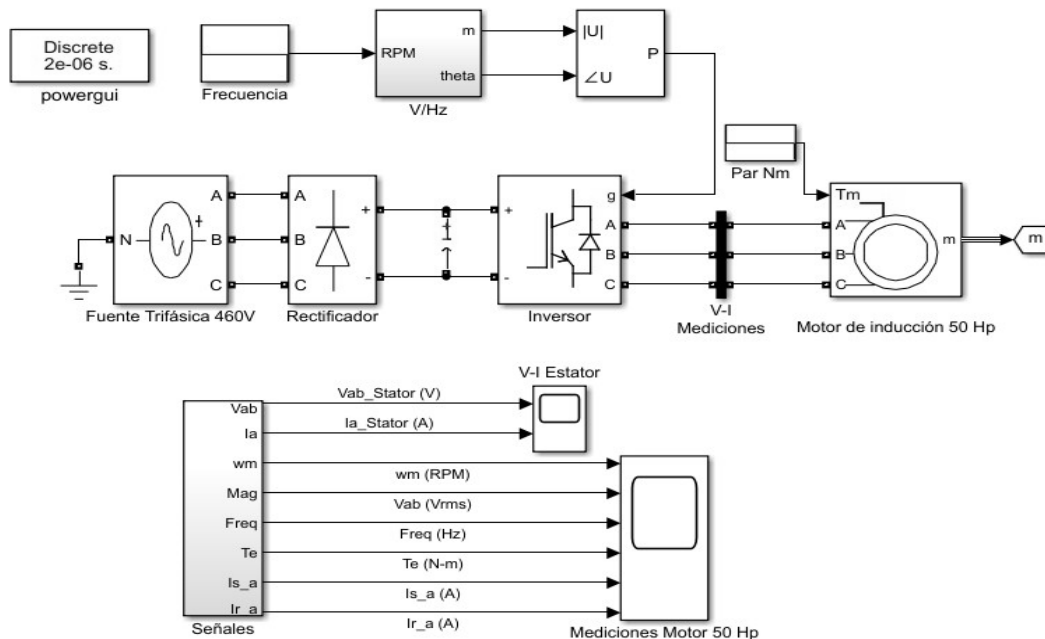 Discrete
2e-06 s.
powergui
Frecuencia
RPM
m
theta
V/Hz
|U|
∠U
P
Par Nm
N
A
B
C
Fuente Trifásica 460V
A
B
C
+
-
Rectificador
+
+
-
g
A
B
C
Inversor
V-I
Mediciones
Tm
A
B
C
m
Motor de inducción 50 Hp
m
V-I Estator
Vab
Vab_Stator (V)
Ia
Ia_Stator (A)
wm
wm (RPM)
Mag
Vab (Vrms)
Freq
Freq (Hz)
Te
Te (N-m)
Is_a
Is_a (A)
Ir_a
Ir_a (A)
Señales
Mediciones Motor 50 Hp